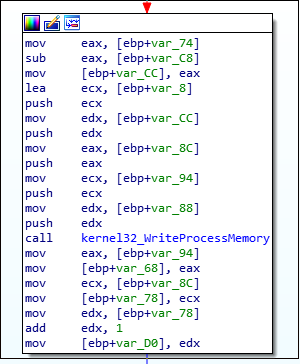 mov eax, [ebp+var_74]
sub eax, [ebp+var_C8]
mov [ebp+var_CC], eax
lea ecx, [ebp+var_8]
push ecx
mov edx, [ebp+var_CC]
push edx
mov eax, [ebp+var_8C]
push eax
mov ecx, [ebp+var_94]
push ecx
mov edx, [ebp+var_88]
push edx
call kernel32_WriteProcessMemory
mov eax, [ebp+var_94]
mov [ebp+var_68], eax
mov ecx, [ebp+var_8C]
mov [ebp+var_78], ecx
mov edx, [ebp+var_78]
add edx, 1
mov [ebp+var_D0], edx